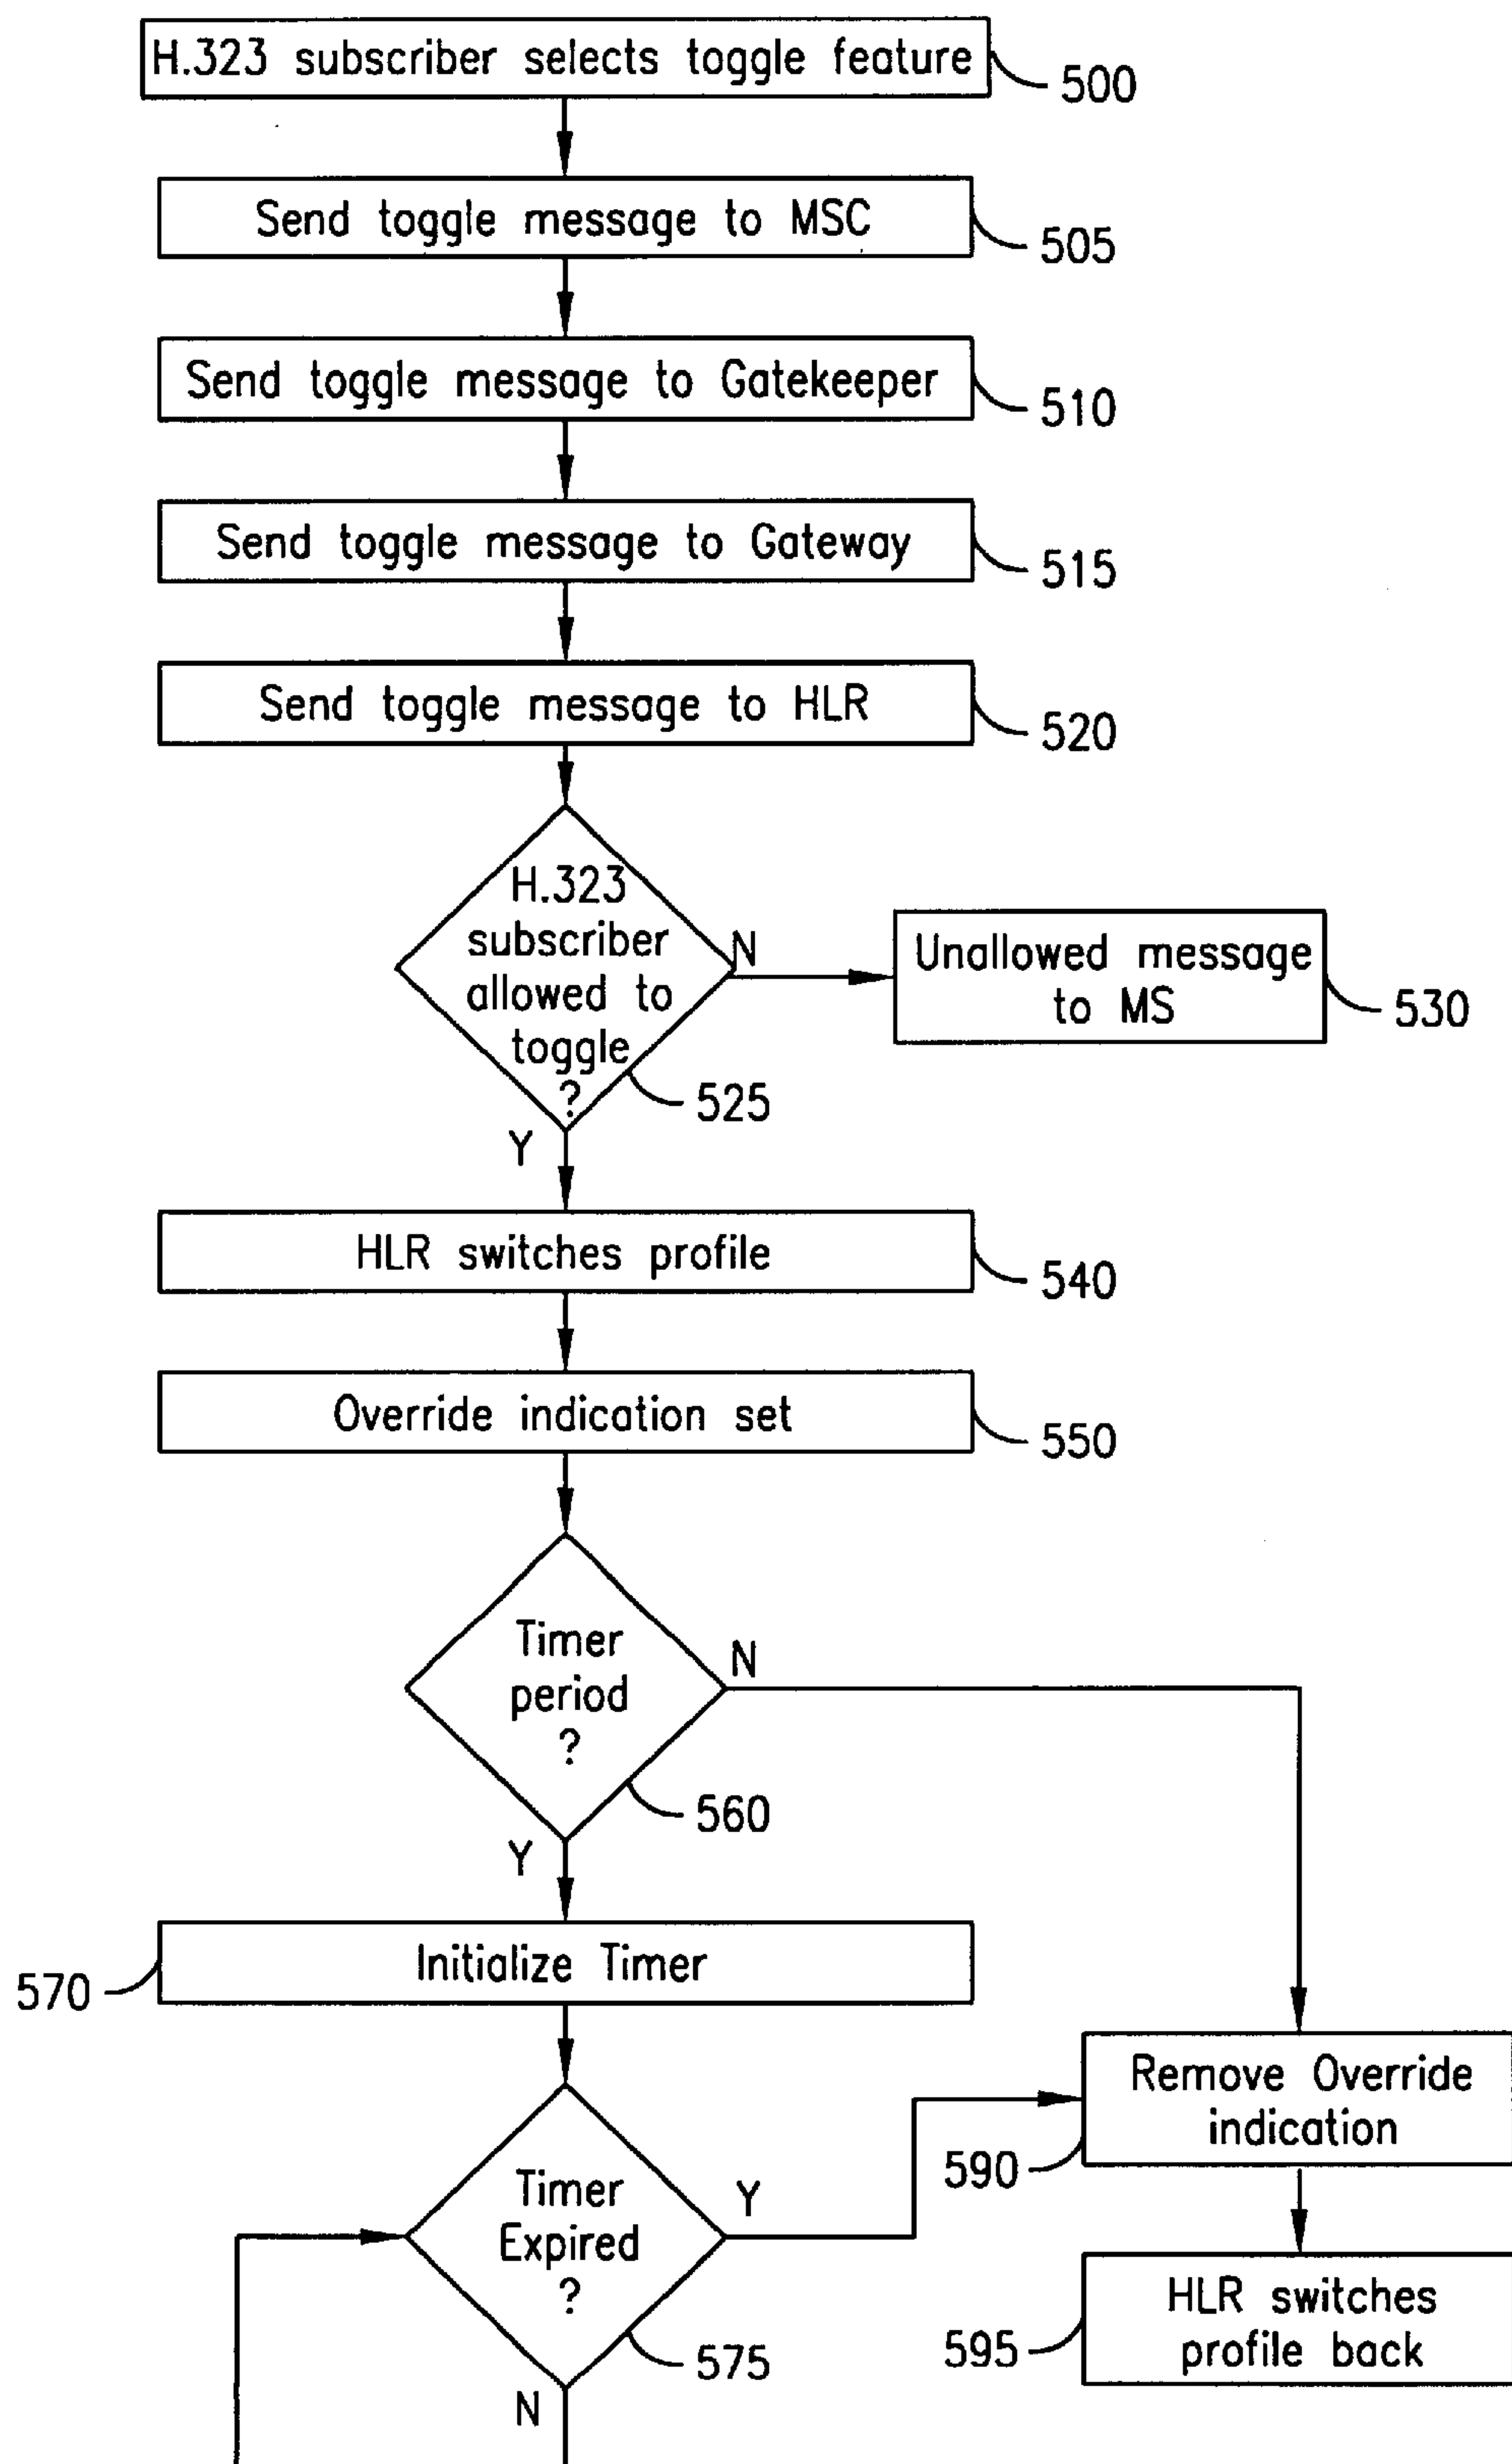 H.323 subscriber selects toggle feature
500
Send toggle message to MSC
505
Send toggle message to Gatekeeper
510
Send toggle message to Gateway
515
Send toggle message to HLR
520
H.323
subscriber
allowed to
toggle
?
525
N
Unallowed message
to MS
530
Y
HLR switches profile
540
Override indication set
550
Timer
period
?
560
N
Y
Initialize Timer
570
Remove Override
indication
590
Timer
Expired
?
575
Y
N
HLR switches
profile back
595